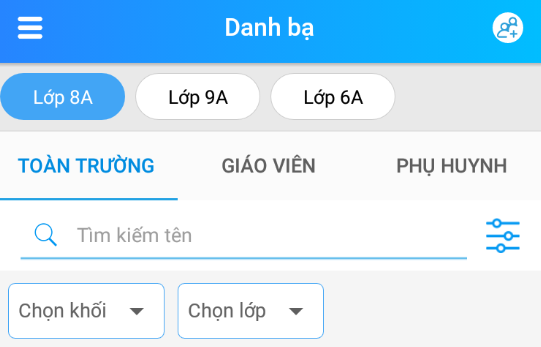 Danh bạ
Lớp 8A Lớp 9A Lớp 6A
TOÀN TRƯỜNG GIÁO VIÊN PHỤ HUYNH
Tìm kiếm tên
Chọn khối Chọn lớp